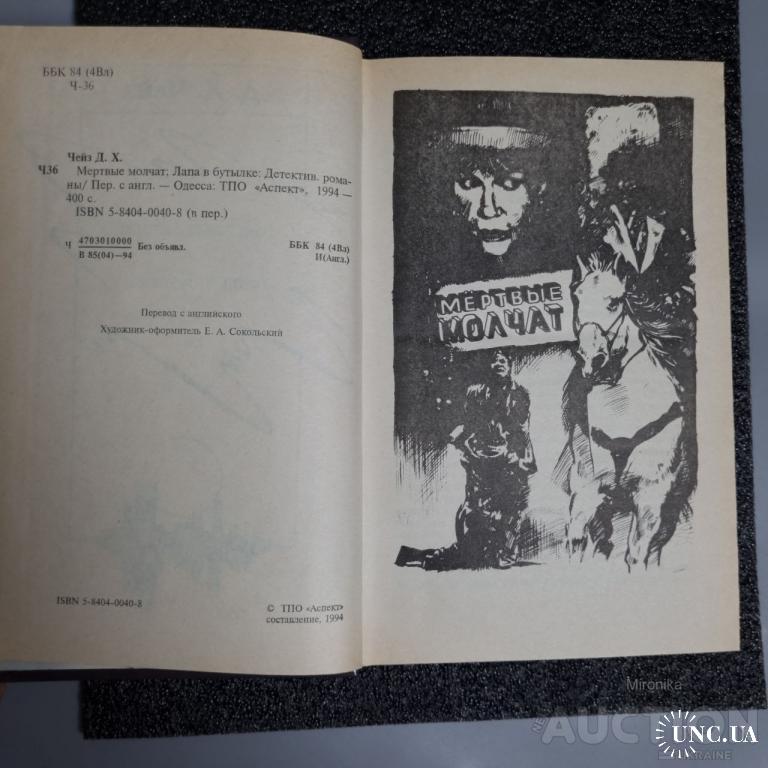 ББК 84 (4Вл)
Ч-36
Чейз Д. Х.
Ч36 Мертвые молчат; Лапа в бутылке: Детектив. рома-
ны/ Пер. с англ. — Одесса: ТПО «Аспект», 1994 —
400 с.
ISBN 5-8404-0040-8 (в пер.)
Ч 4703010000 Без объявл. ББК 84 (4Вл)
В 85(04)—94 И(Англ.)
Перевод с английского
Художник-оформитель Е. А. Сокольский
ISBN 5-8404-0040-8
© ТПО «Аспект»
составление, 1994
МЕРТВЫЕ
МОЛЧАТ
Mironika
AUCTION
UNC.UA
UKRAINE